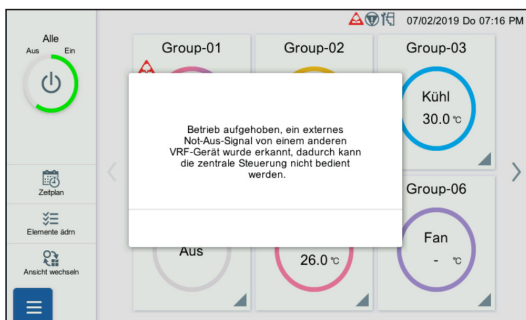 07/02/2019 Do 07:16 PM
Alle
Aus Ein
Zeitplan
Elemente ädrn
Ansicht wechseln
Group-01
Group-02
Group-03
Kühl
30.0 °C
Betrieb aufgehoben, ein externes
Not-Aus-Signal von einem anderen
VRF-Gerät wurde erkannt, dadurch kann
die zentrale Steuerung nicht bedient
werden.
Aus
26.0 °C
Group-06
Fan
- °C